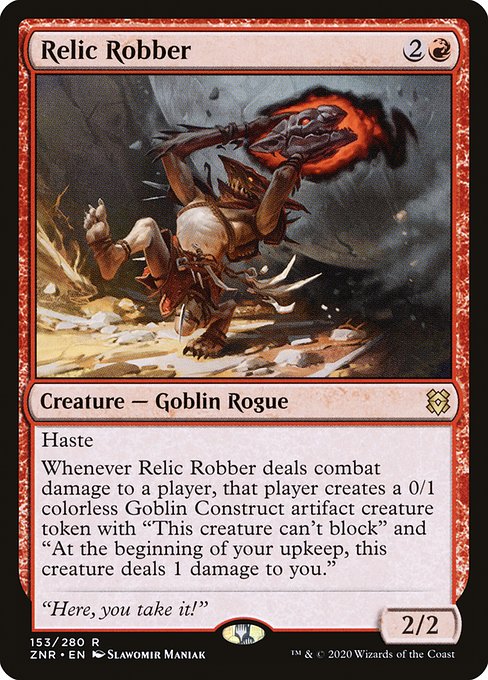 Relic Robber 2
Creature — Goblin Rogue
Haste
Whenever Relic Robber deals combat
damage to a player, that player creates a 0/1
colorless Goblin Construct artifact creature
token with “This creature can’t block” and
“At the beginning of your upkeep, this
creature deals 1 damage to you.”
“Here, you take it!”
2/2
153/280 R
ZNR • EN Slawomir Maniak ™ & © 2020 Wizards of the Coast